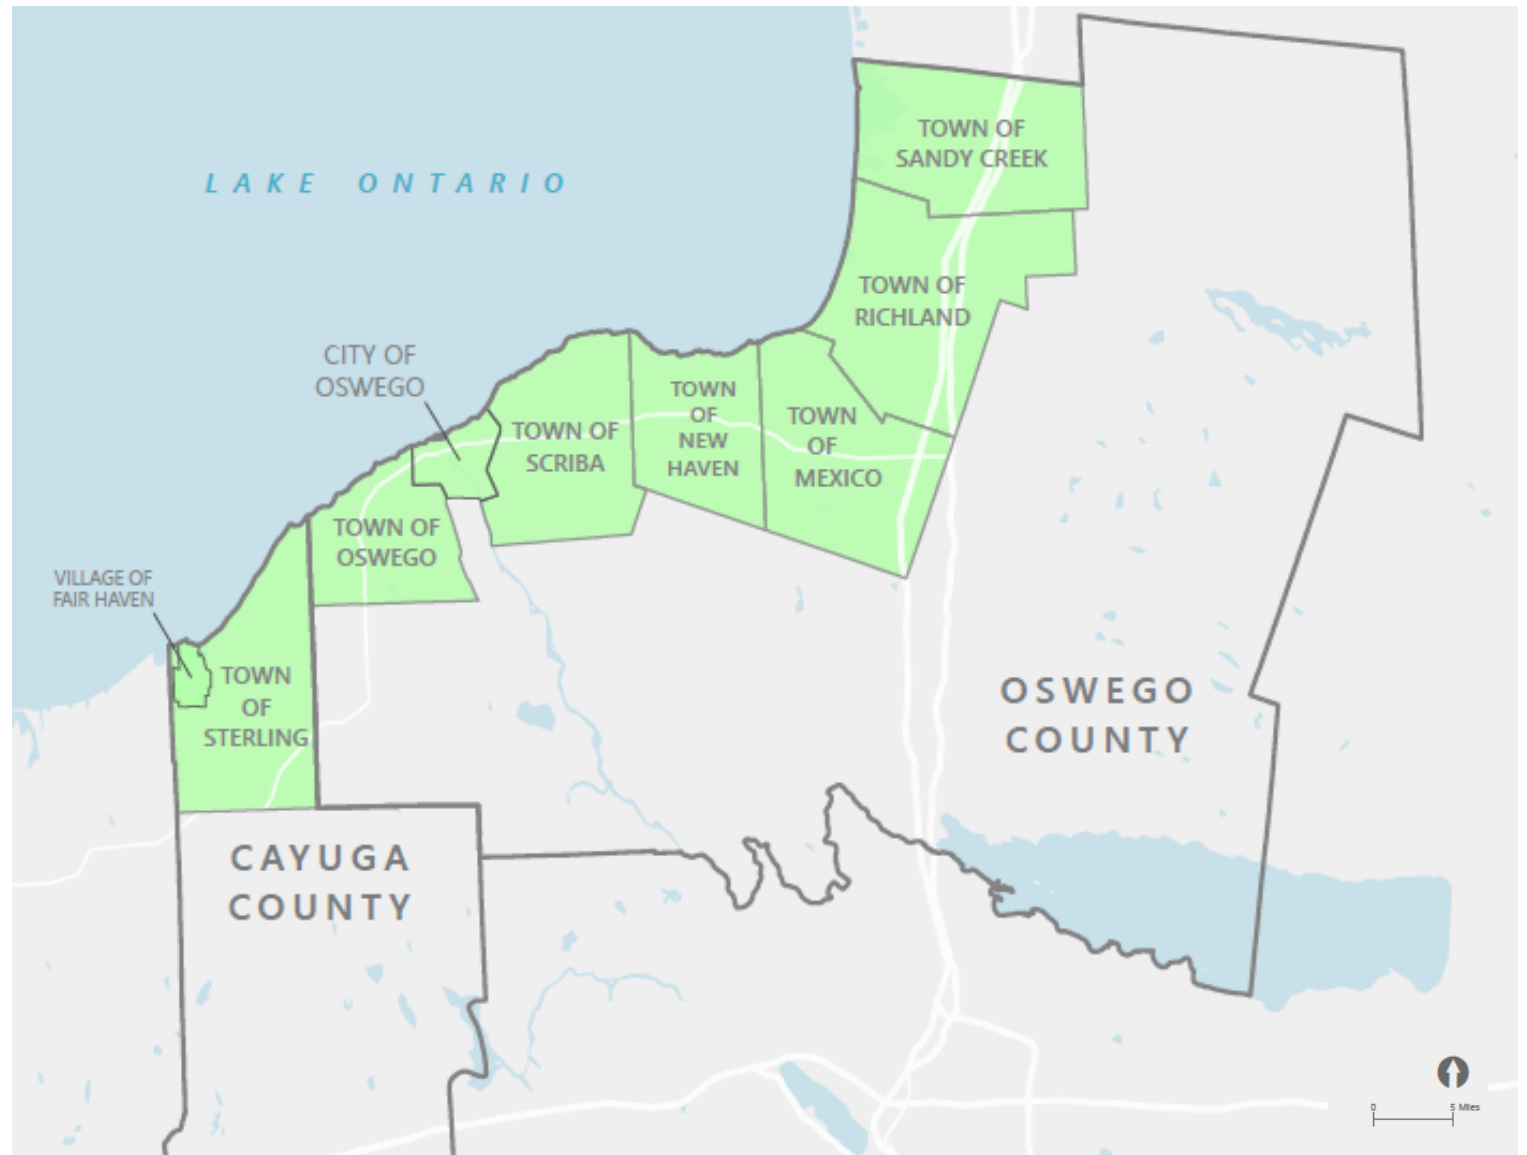 TOWN OF
SANDY CREEK
LAKE ONTARIO
TOWN OF
RICHLAND
CITY OF
OSWEGO
TOWN
OF
NEW
HAVEN
TOWN
OF
MEXICO
TOWN OF
SCRIBA
TOWN OF
OSWEGO
VILLAGE OF
FAIR HAVEN
TOWN
OF
STERLING
OSWEGO
COUNTY
CAYUGA
COUNTY
0 5 Miles